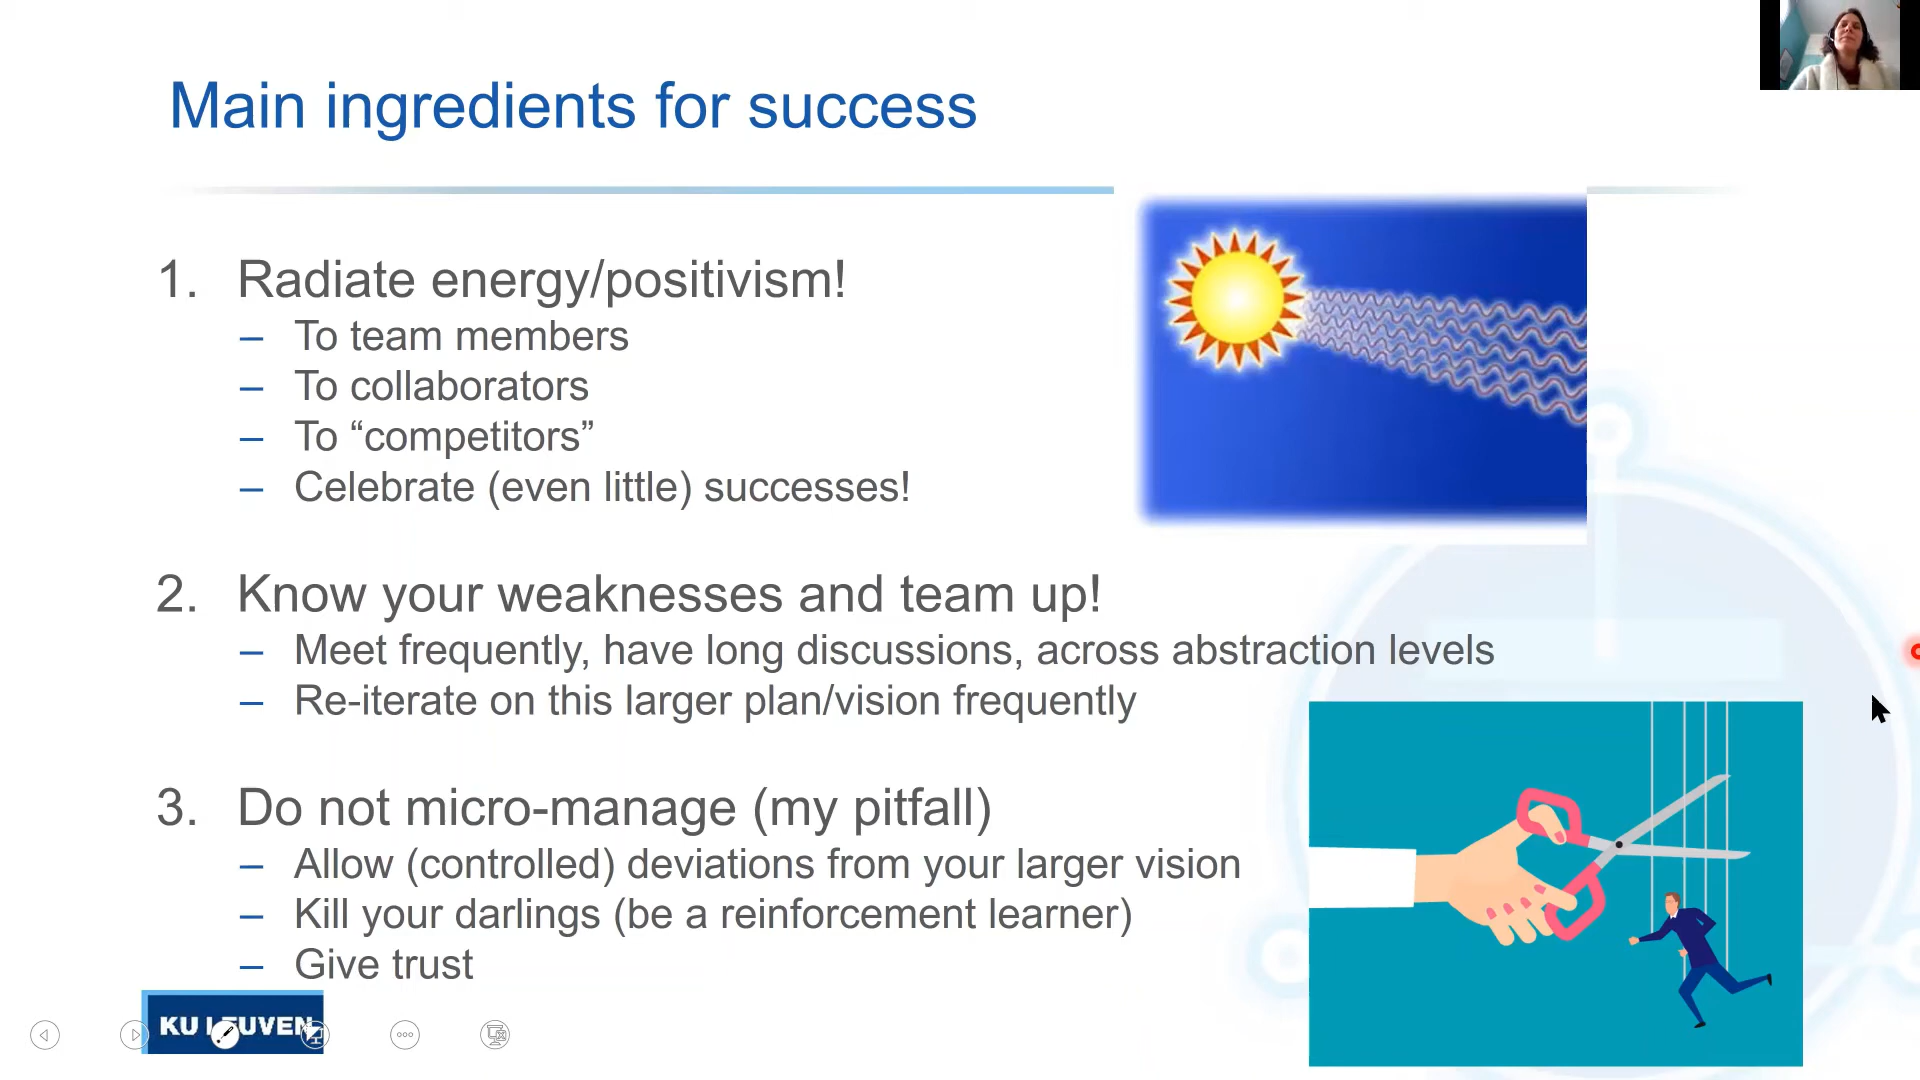 Main ingredients for success
1. Radiate energy/positivism!
– To team members
– To collaborators
– To “competitors”
– Celebrate (even little) successes!
2. Know your weaknesses and team up!
– Meet frequently, have long discussions, across abstraction levels
– Re-iterate on this larger plan/vision frequently
3. Do not micro-manage (my pitfall)
– Allow (controlled) deviations from your larger vision
– Kill your darlings (be a reinforcement learner)
– Give trust
KU LEUVEN